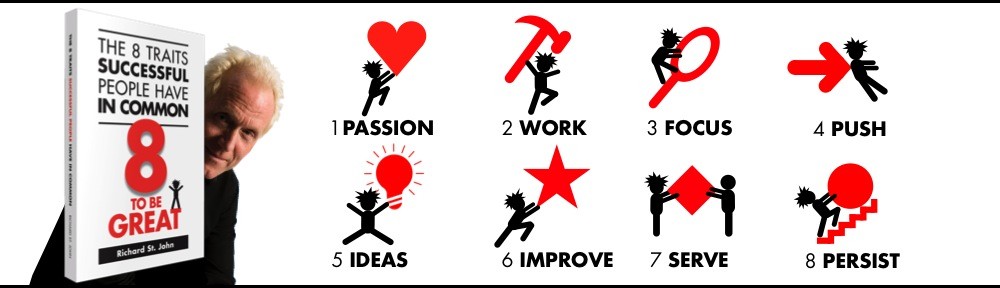 THE 8 TRAITS
SUCCESSFUL
PEOPLE HAVE
IN COMMON
8
TO BE
GREAT
Richard St. John
THE 8 TRAITS SUCCESSFUL PEOPLE HAVE IN COMMON
1 PASSION
2 WORK
3 FOCUS
4 PUSH
5 IDEAS
6 IMPROVE
7 SERVE
8 PERSIST